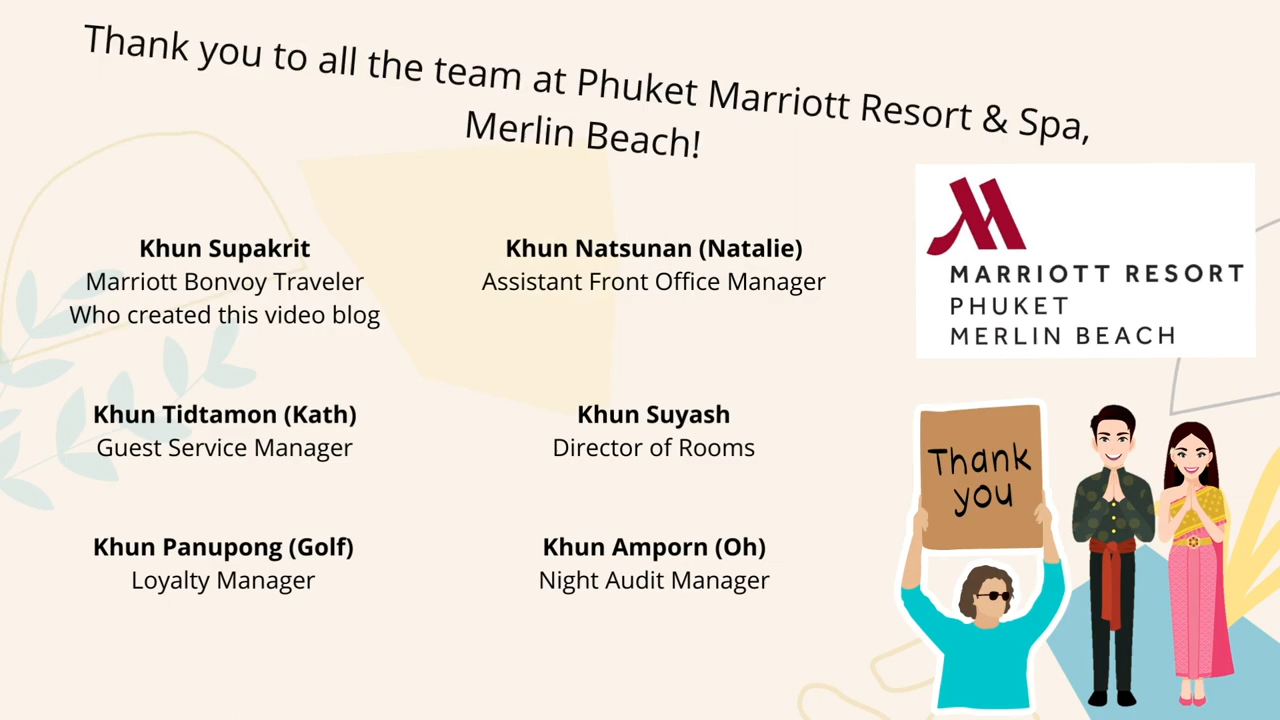 Thank you to all the team at Phuket Marriott Resort & Spa,
Merlin Beach!
Khun Supakrit
Marriott Bonvoy Traveler
Who created this video blog
Khun Natsunan (Natalie)
Assistant Front Office Manager
Khun Tidtamon (Kath)
Guest Service Manager
Khun Suyash
Director of Rooms
Khun Panupong (Golf)
Loyalty Manager
Khun Amporn (Oh)
Night Audit Manager
MARRIOTT RESORT
PHUKET
MERLIN BEACH
Thank
you